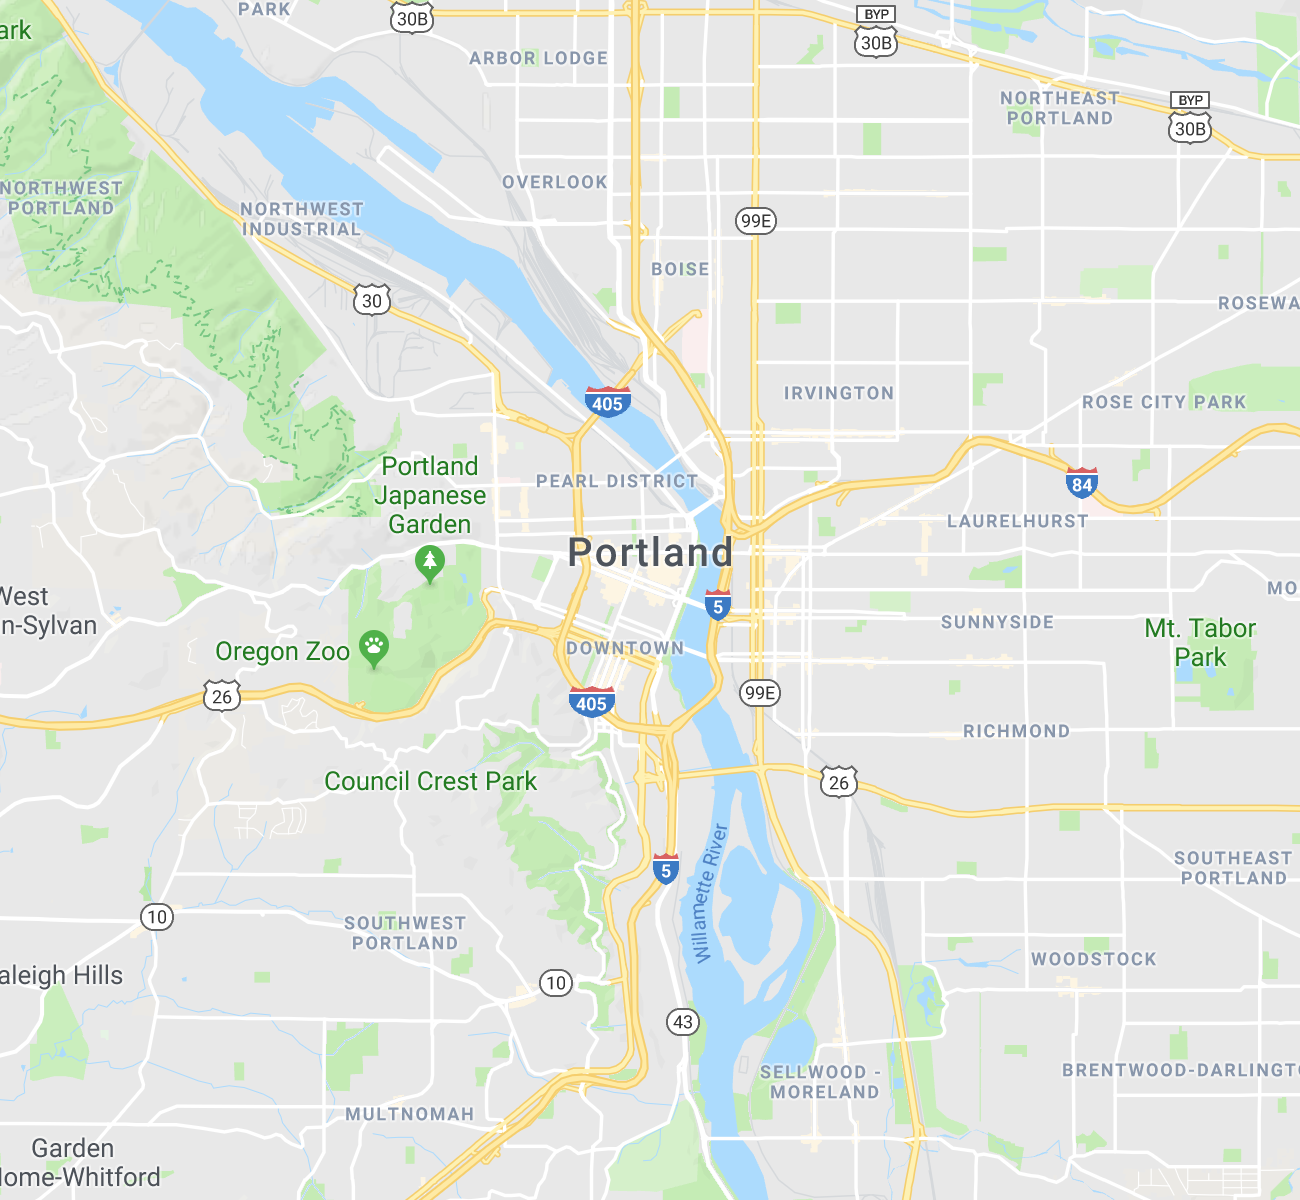 PARK
30B
BYP
30B
ark
ARBOR LODGE
BYP
30B
NORTHEAST
PORTLAND
OVERLOOK
NORTHWEST
PORTLAND
NORTHWEST
INDUSTRIAL
99E
BOISE
30
ROSEWA
405
IRVINGTON
ROSE CITY PARK
Portland
Japanese
Garden
PEARL DISTRICT
84
LAURELHURST
Portland
West
n-Sylvan
5
MO
SUNNYSIDE
Mt. Tabor
Park
Oregon Zoo
DOWNTOWN
26
405
99E
RICHMOND
Council Crest Park
26
Willamette River
5
SOUTHEAST
PORTLAND
10
SOUTHWEST
PORTLAND
WOODSTOCK
aleigh Hills
10
43
SELLWOOD -
MORELAND
BRENTWOOD-DARLINGT
MULTNOMAH
Garden
ome-Whitford